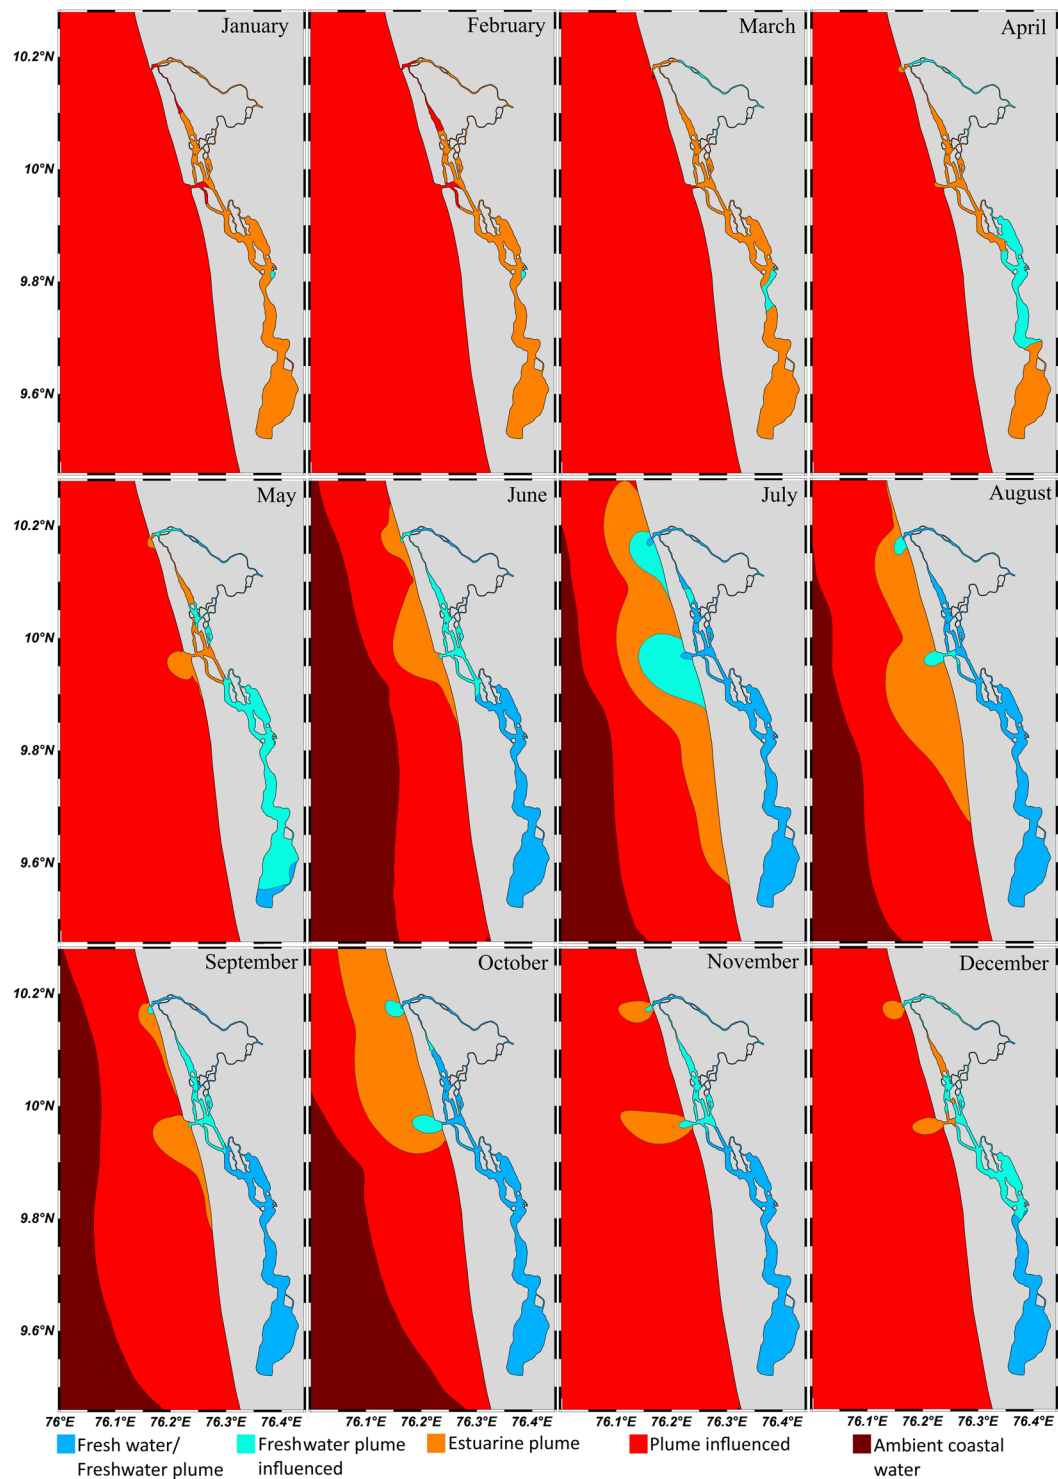 January
February
March
April
10.2°N
10°N
9.8°N
9.6°N
May
June
July
August
10.2°N
10°N
9.8°N
9.6°N
September
October
November
December
10.2°N
10°N
9.8°N
9.6°N
76°E 76.1°E 76.2°E 76.3°E 76.4°E
76.1°E 76.2°E 76.3°E 76.4°E
76.1°E 76.2°E 76.3°E 76.4°E
76.1°E 76.2°E 76.3°E 76.4°E
Fresh water/
Freshwater plume
Freshwater plume
influenced
Estuarine plume
Plume influenced
Ambient coastal
water